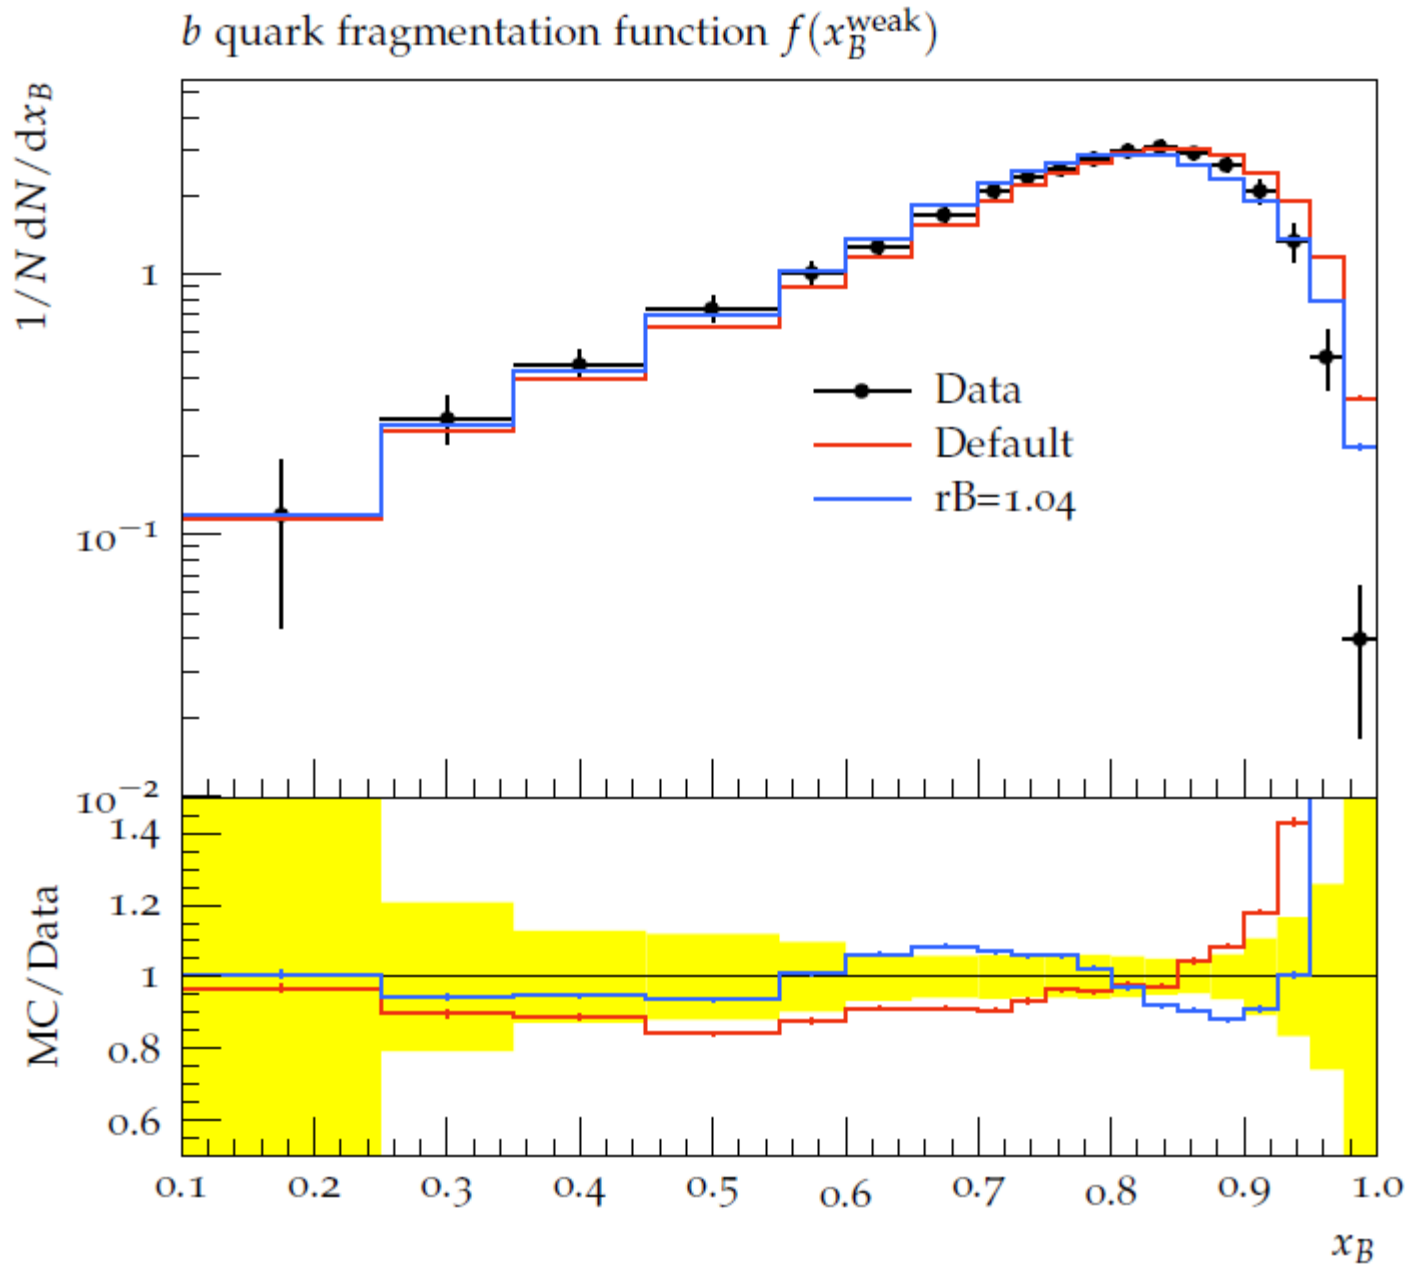 b quark fragmentation function f(x_B^weak)
1/N dN/dx_B
1
10^−1
10^−2
Data
Default
rB=1.04
MC/Data
1.4
1.2
1
0.8
0.6
0.1 0.2 0.3 0.4 0.5 0.6 0.7 0.8 0.9 1.0
x_B